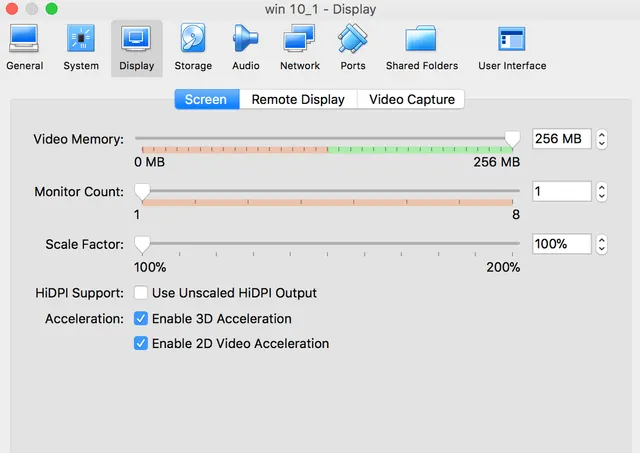 win 10_1 - Display
General System Display Storage Audio Network Ports Shared Folders User Interface
Screen Remote Display Video Capture
Video Memory: 256 MB
0 MB 256 MB
Monitor Count: 1
1 8
Scale Factor: 100%
100% 200%
HiDPI Support: Use Unscaled HiDPI Output
Acceleration: Enable 3D Acceleration
Enable 2D Video Acceleration